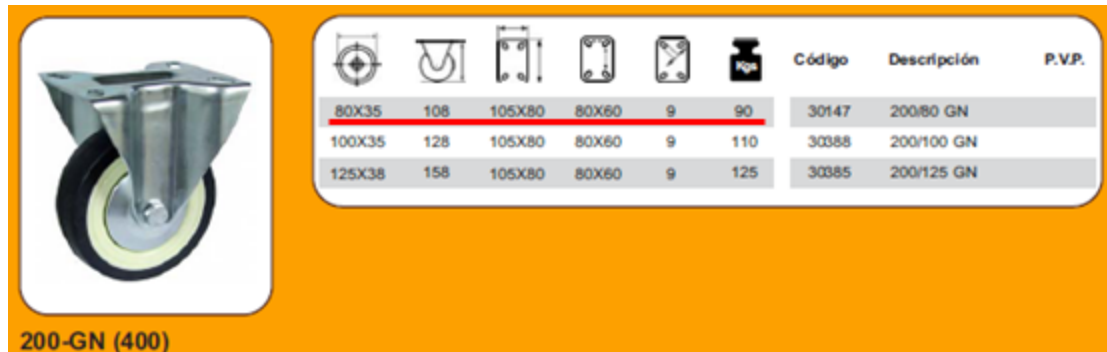 Kgs Código Descripción P.V.P.
80X35 108 105X80 80X60 9 90 30147 200/80 GN
100X35 128 105X80 80X60 9 110 30388 200/100 GN
125X38 158 105X80 80X60 9 125 30385 200/125 GN
200-GN (400)